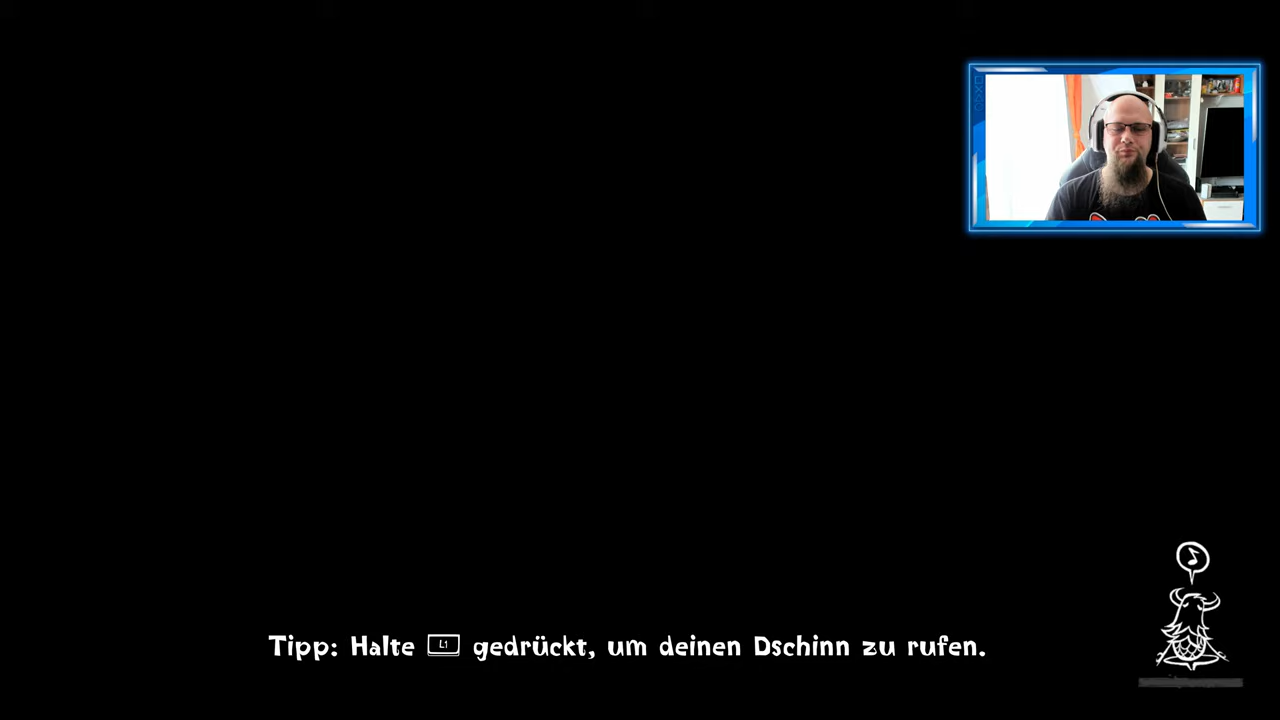 Tipp: Halte L1 gedrückt, um deinen Dschinn zu rufen.